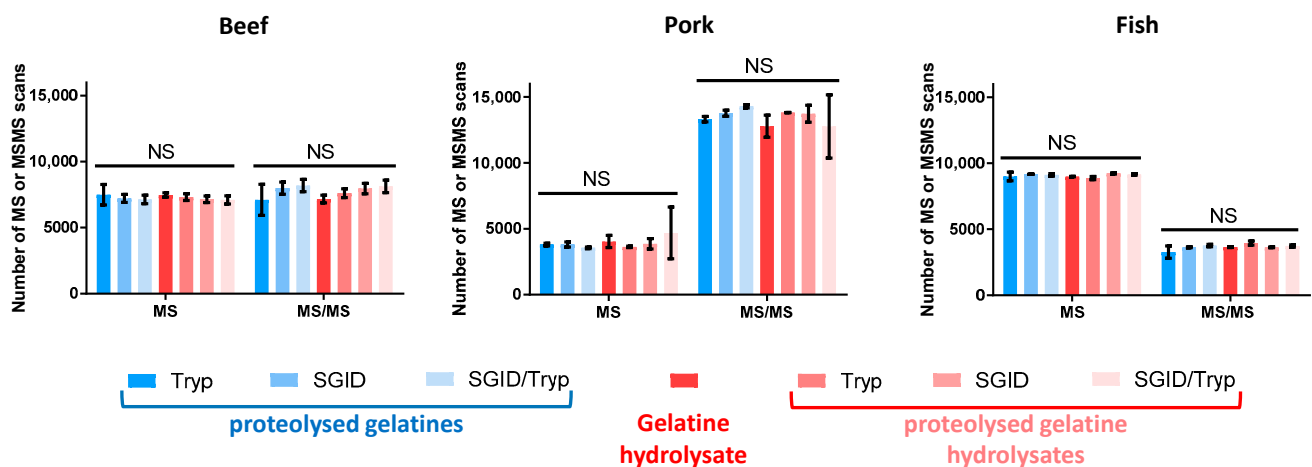 Beef
Number of MS or MSMS scans
15,000
10,000
5000
0
NS
NS
MS
MS/MS
Pork
Number of MS or MSMS scans
15,000
10,000
5000
0
NS
NS
MS
MS/MS
Fish
Number of MS or MSMS scans
15,000
10,000
5000
0
NS
NS
MS
MS/MS
Tryp
SGID
SGID/Tryp
proteolysed gelatines
Gelatine
hydrolysate
Tryp
SGID
SGID/Tryp
proteolysed gelatine
hydrolysates